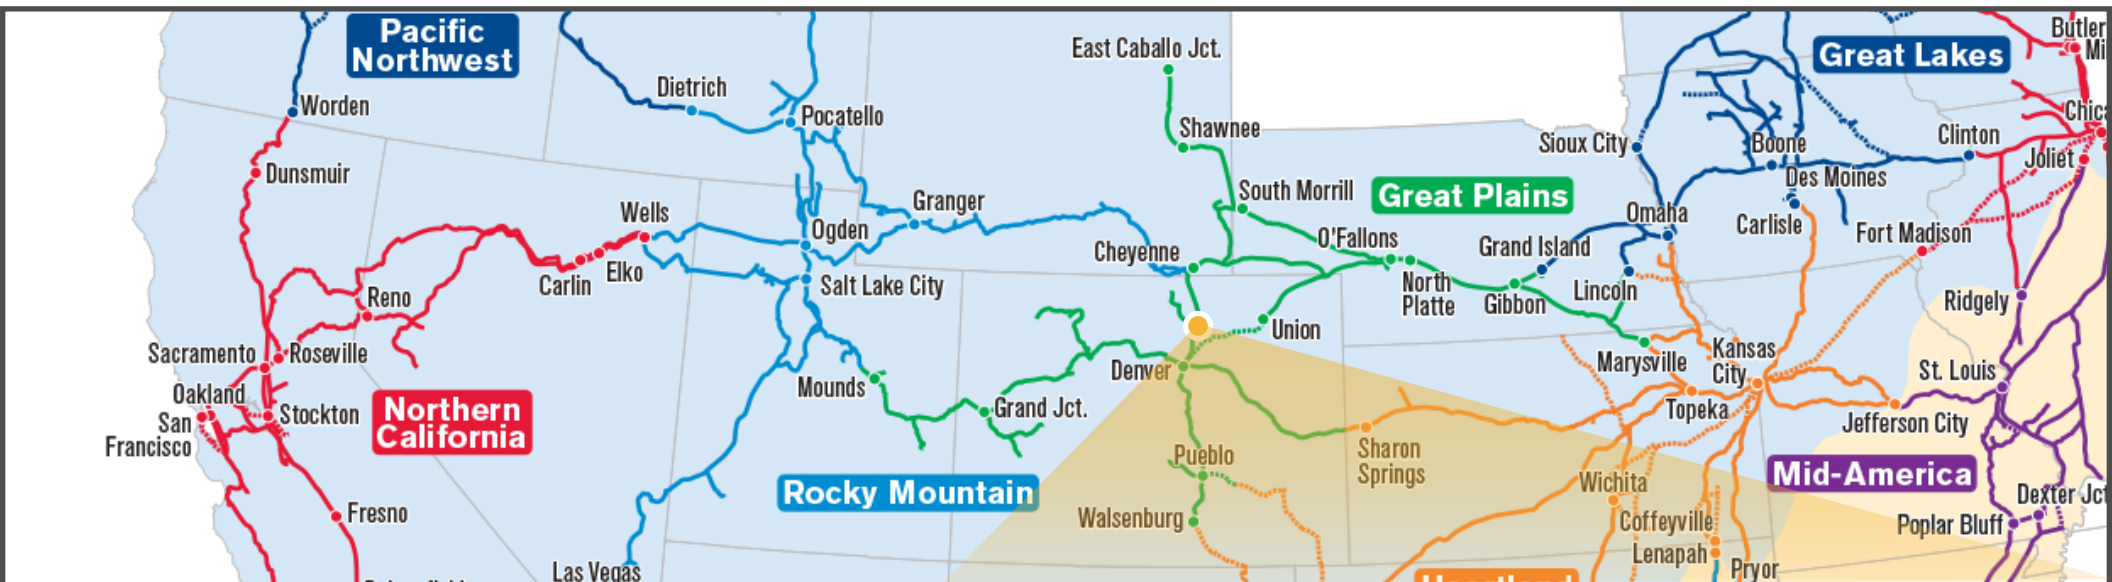 Pacific
Northwest
Worden
Dunsmuir
Dietrich
Pocatello
East Caballo Jct.
Shawnee
South Morrill
Great Plains
Great Lakes
Butler
Mi
Chic
Sioux City
Boone
Clinton
Joliet
Des Moines
Carlisle
Omaha
Fort Madison
Wells
Granger
Ogden
O'Fallons
Grand Island
Cheyenne
Carlin
Elko
Salt Lake City
North
Platte
Gibbon
Lincoln
Reno
Union
Ridgely
Sacramento
Roseville
Marysville
Kansas
City
St. Louis
Mounds
Denver
Oakland
San
Francisco
Stockton
Northern
California
Grand Jct.
Topeka
Jefferson City
Sharon
Springs
Pueblo
Rocky Mountain
Wichita
Mid-America
Dexter Jct
Fresno
Walsenburg
Coffeyville
Poplar Bluff
Lenapah
Las Vegas
Pryor
Heartland